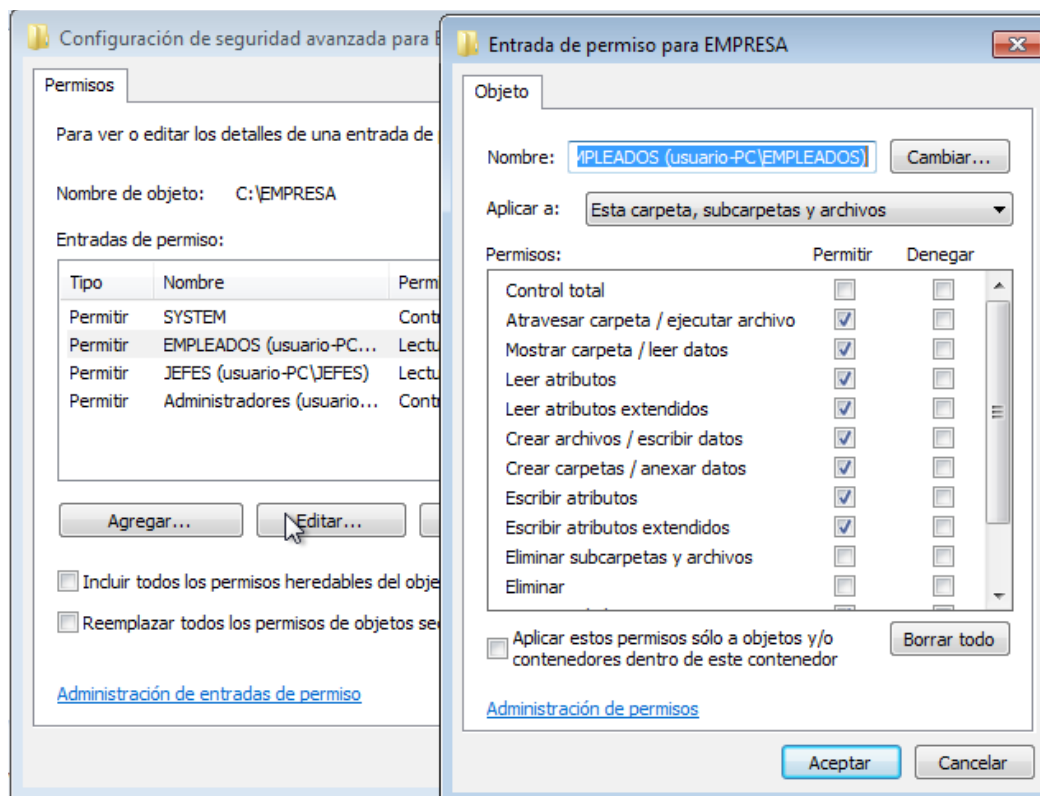 Configuración de seguridad avanzada para E
Permisos
Para ver o editar los detalles de una entrada de
Nombre de objeto: C:\EMPRESA
Entradas de permiso:
Tipo Nombre Perm
Permitir SYSTEM Cont
Permitir EMPLEADOS (usuario-PC... Lectu
Permitir JEFES (usuario-PC\JEFES) Lectu
Permitir Administradores (usuario... Cont
Agregar... Editar...
Incluir todos los permisos heredables del obje
Reemplazar todos los permisos de objetos sec
Administración de entradas de permiso
Entrada de permiso para EMPRESA
Objeto
Nombre: MPLEADOS (usuario-PC\EMPLEADOS) Cambiar...
Aplicar a: Esta carpeta, subcarpetas y archivos
Permisos: Permitir Denegar
Control total
Atravesar carpeta / ejecutar archivo
Mostrar carpeta / leer datos
Leer atributos
Leer atributos extendidos
Crear archivos / escribir datos
Crear carpetas / anexar datos
Escribir atributos
Escribir atributos extendidos
Eliminar subcarpetas y archivos
Eliminar
Aplicar estos permisos sólo a objetos y/o
contenedores dentro de este contenedor
Borrar todo
Administración de permisos
Aceptar Cancelar